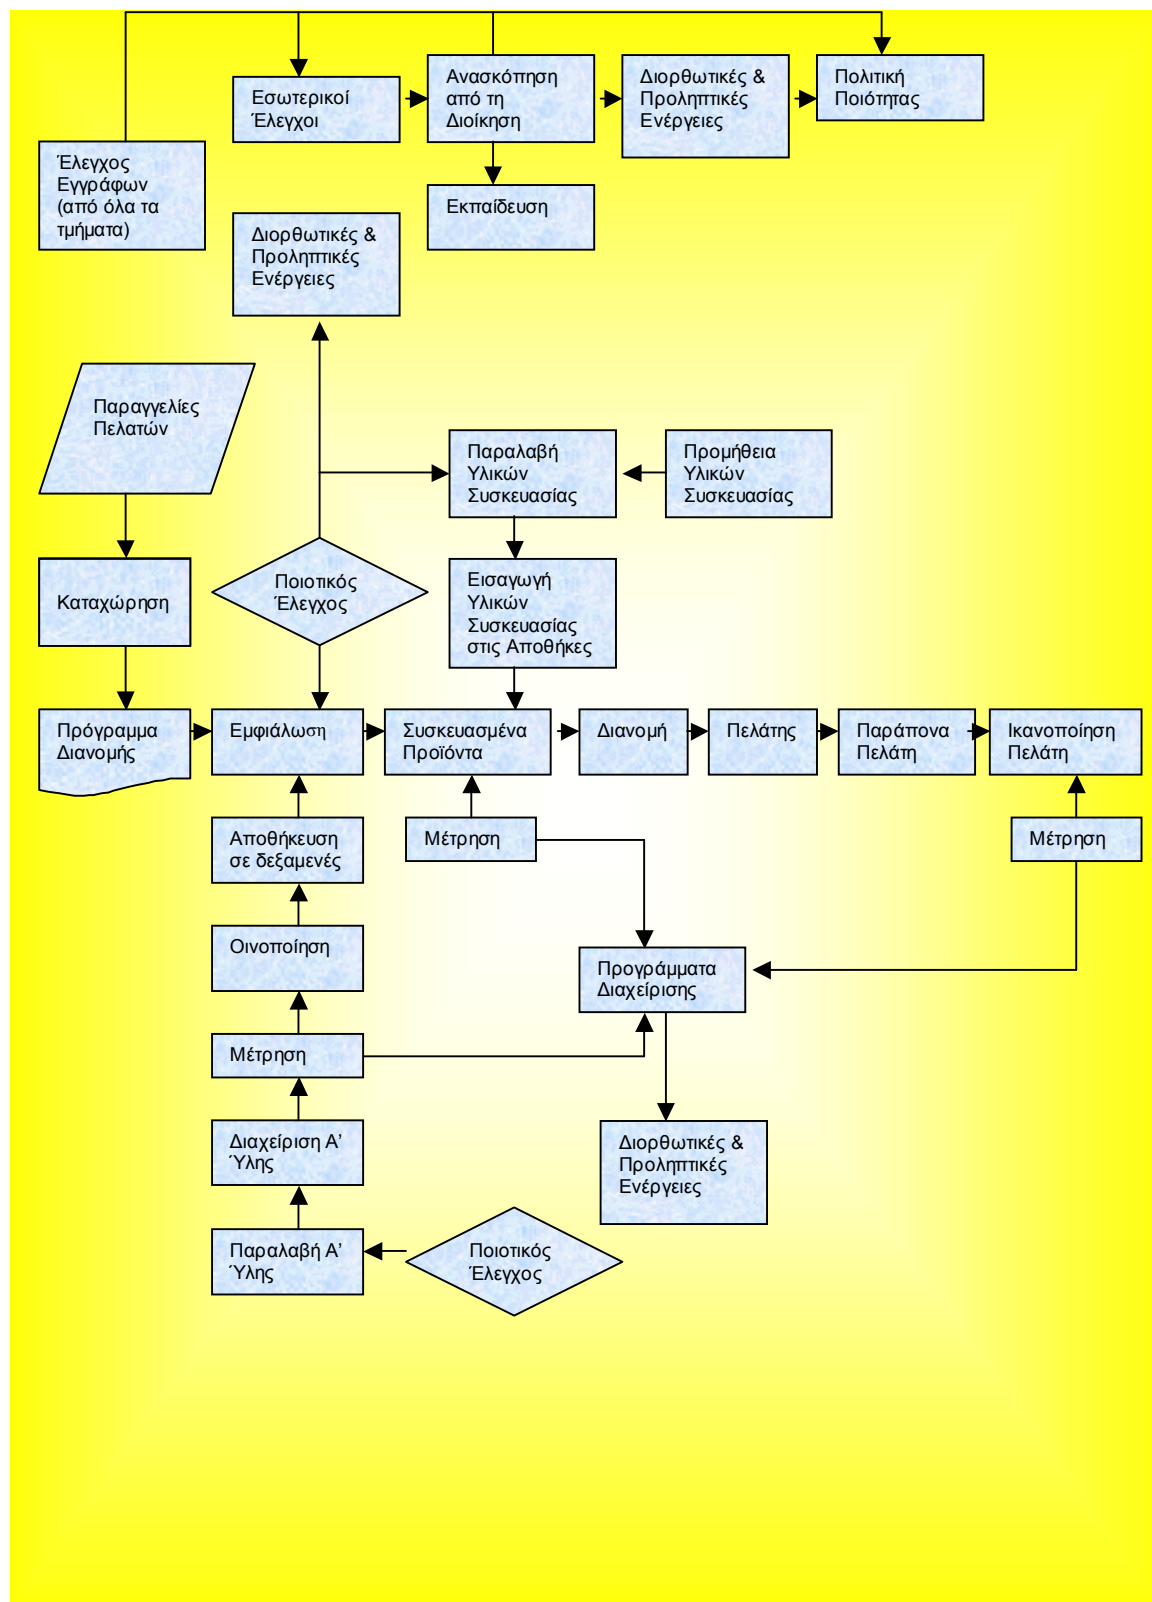 Εσωτερικοί
Έλεγχοι
Ανασκόπηση
από τη
Διοίκηση
Διορθωτικές &
Προληπτικές
Ενέργειες
Πολιτική
Ποιότητας
Έλεγχος
Εγγράφων
(από όλα τα
τμήματα)
Εκπαίδευση
Διορθωτικές &
Προληπτικές
Ενέργειες
Παραγγελίες
Πελατών
Παραλαβή
Υλικών
Συσκευασίας
Προμήθεια
Υλικών
Συσκευασίας
Καταχώρηση
Ποιοτικός
Έλεγχος
Εισαγωγή
Υλικών
Συσκευασίας
στις Αποθήκες
Πρόγραμμα
Διανομής
Εμφιάλωση
Συσκευασμένα
Προϊόντα
Διανομή
Πελάτης
Παράπονα
Πελάτη
Ικανοποίηση
Πελάτη
Αποθήκευση
σε δεξαμενές
Μέτρηση
Μέτρηση
Οινοποίηση
Προγράμματα
Διαχείρισης
Μέτρηση
Διαχείριση Α’
Ύλης
Διορθωτικές &
Προληπτικές
Ενέργειες
Παραλαβή Α’
Ύλης
Ποιοτικός
Έλεγχος